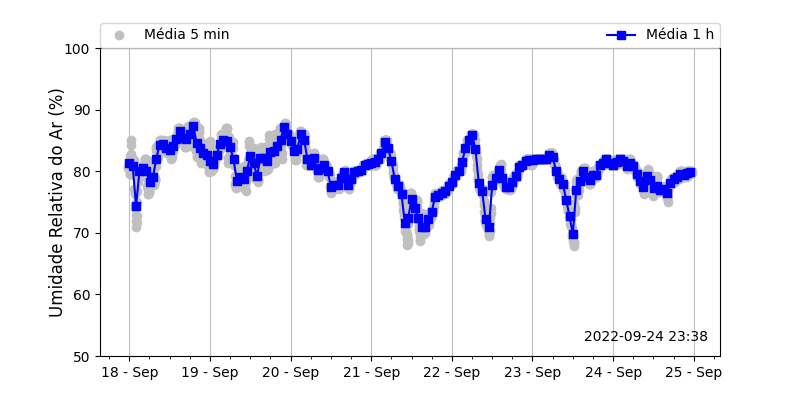 Média 5 min
Média 1 h
Umidade Relativa do Ar (%)
100
90
80
70
60
50
2022-09-24 23:38
18 - Sep
19 - Sep
20 - Sep
21 - Sep
22 - Sep
23 - Sep
24 - Sep
25 - Sep